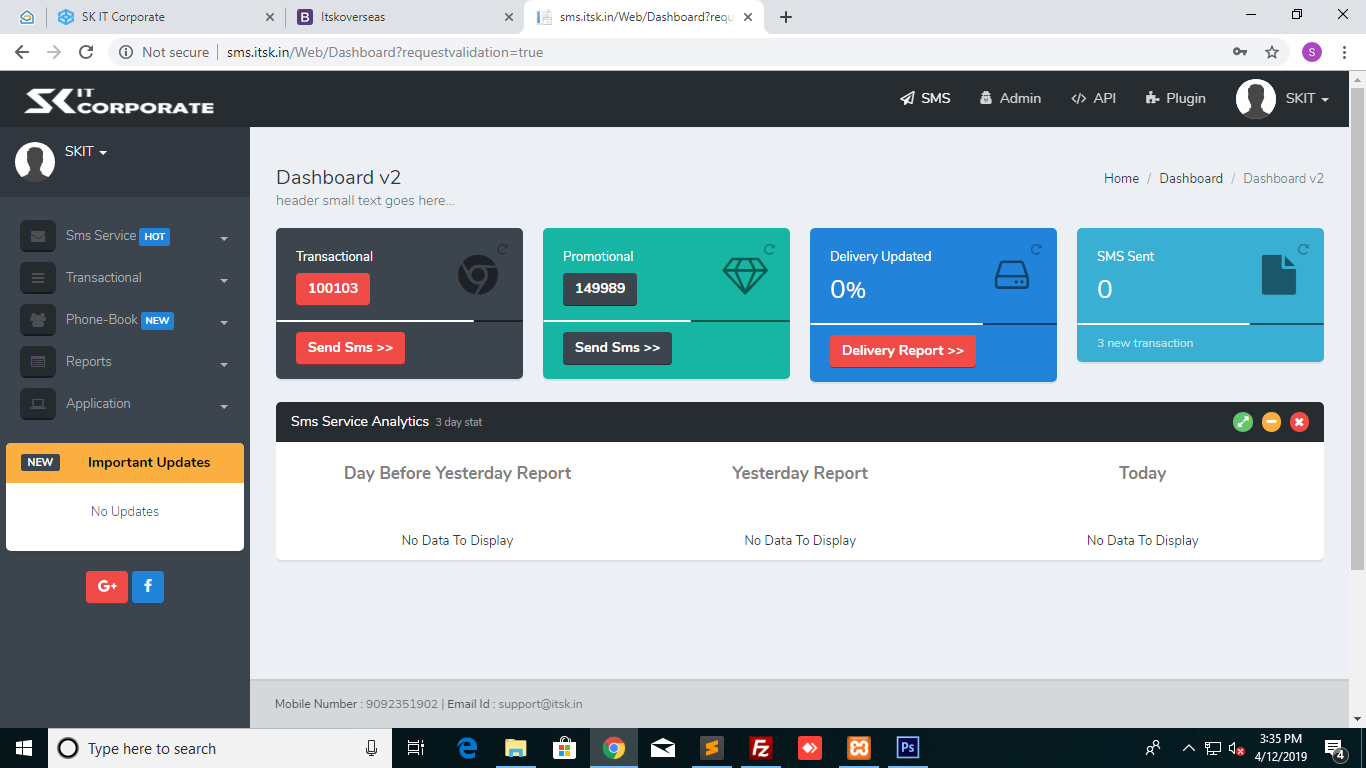 SK IT Corporate
Itskoverseas
sms.itsk.in/Web/Dashboard?requ
Not secure
sms.itsk.in/Web/Dashboard?requestvalidation=true
S
SK IT CORPORATE
SMS
Admin
API
Plugin
SKIT
SKIT
Sms Service HOT
Transactional
Phone-Book NEW
Reports
Application
NEW Important Updates
No Updates
G+
f
Dashboard v2
header small text goes here...
Home / Dashboard / Dashboard v2
Transactional
100103
Send Sms >>
Promotional
149989
Send Sms >>
Delivery Updated
0%
Delivery Report >>
SMS Sent
0
3 new transaction
Sms Service Analytics 3 day stat
Day Before Yesterday Report
Yesterday Report
Today
No Data To Display
No Data To Display
No Data To Display
Mobile Number : 9092351902 | Email Id : support@itsk.in
Type here to search
Fz
Ps
3:35 PM
4/12/2019
4